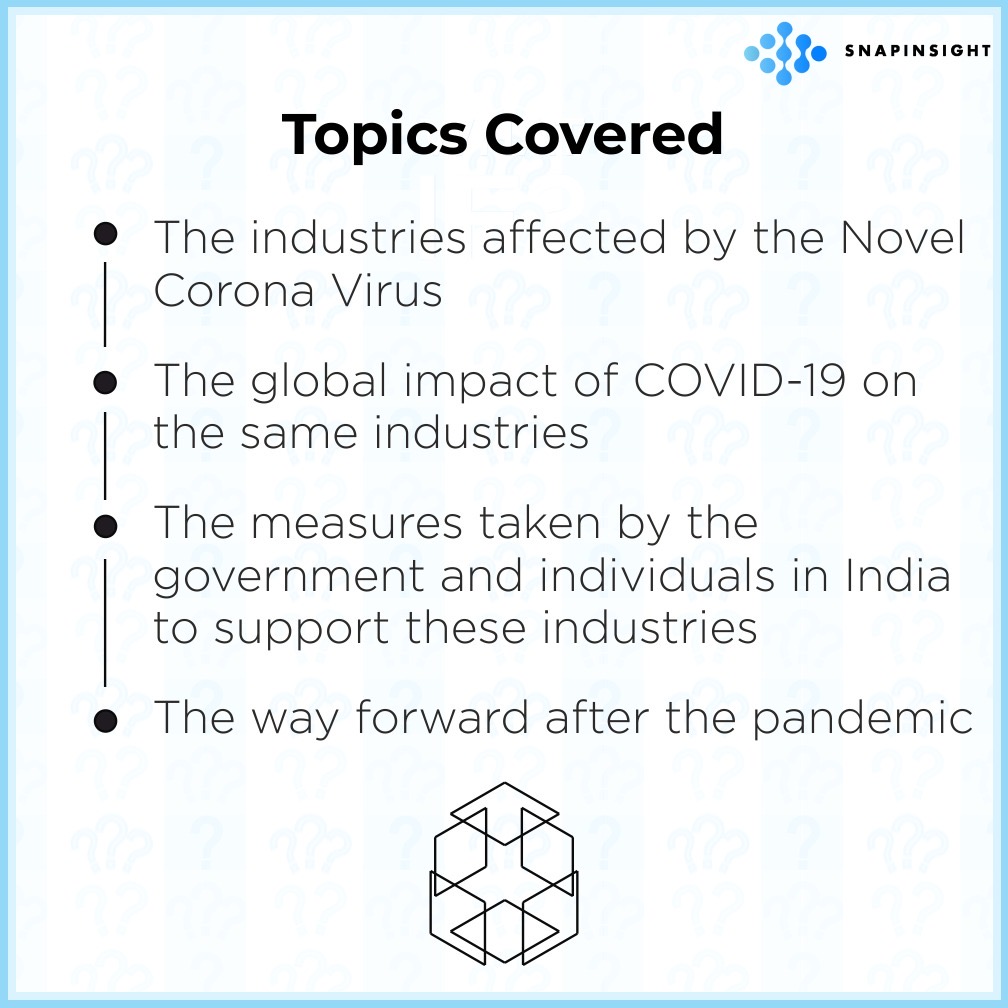 SNAPINSIGHT
Topics Covered
The industries affected by the Novel
Corona Virus
The global impact of COVID-19 on
the same industries
The measures taken by the
government and individuals in India
to support these industries
The way forward after the pandemic